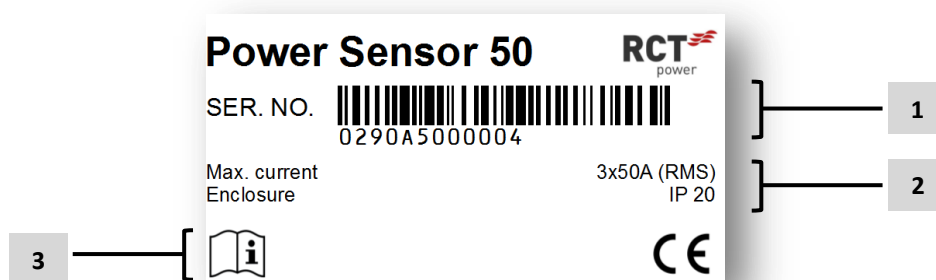 Power Sensor 50
RCT
power
SER. NO.
0290A5000004
1
Max. current 3x50A (RMS)
Enclosure IP 20
2
3
i
CE